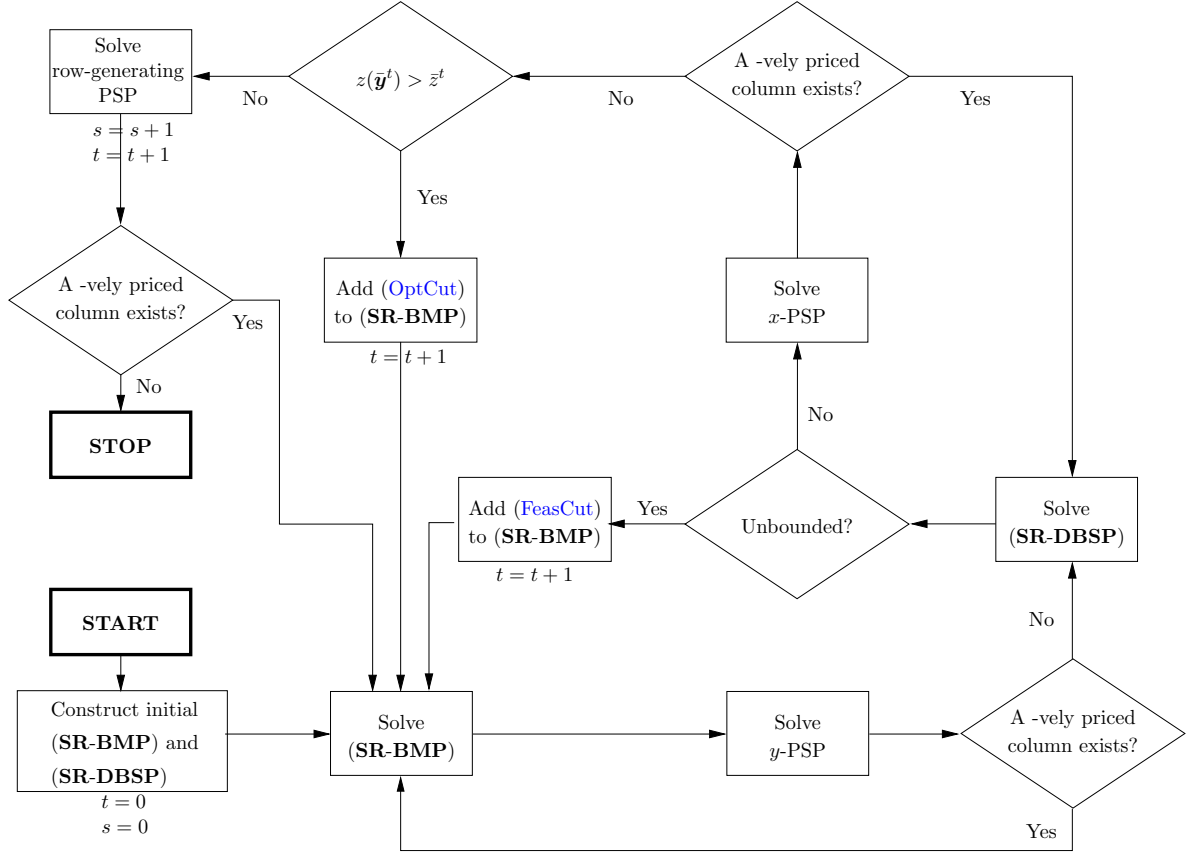 Solve
row-generating
PSP
s = s + 1
t = t + 1
No
z(ȳᵗ) > z̄ᵗ
No
A -vely priced
column exists?
Yes
Yes
A -vely priced
column exists?
Yes
No
STOP
Add (OptCut)
to (SR-BMP)
t = t + 1
Solve
x-PSP
No
Add (FeasCut)
to (SR-BMP)
t = t + 1
Yes
Unbounded?
Solve
(SR-DBSP)
No
START
Construct initial
(SR-BMP) and
(SR-DBSP)
t = 0
s = 0
Solve
(SR-BMP)
Solve
y-PSP
A -vely priced
column exists?
Yes